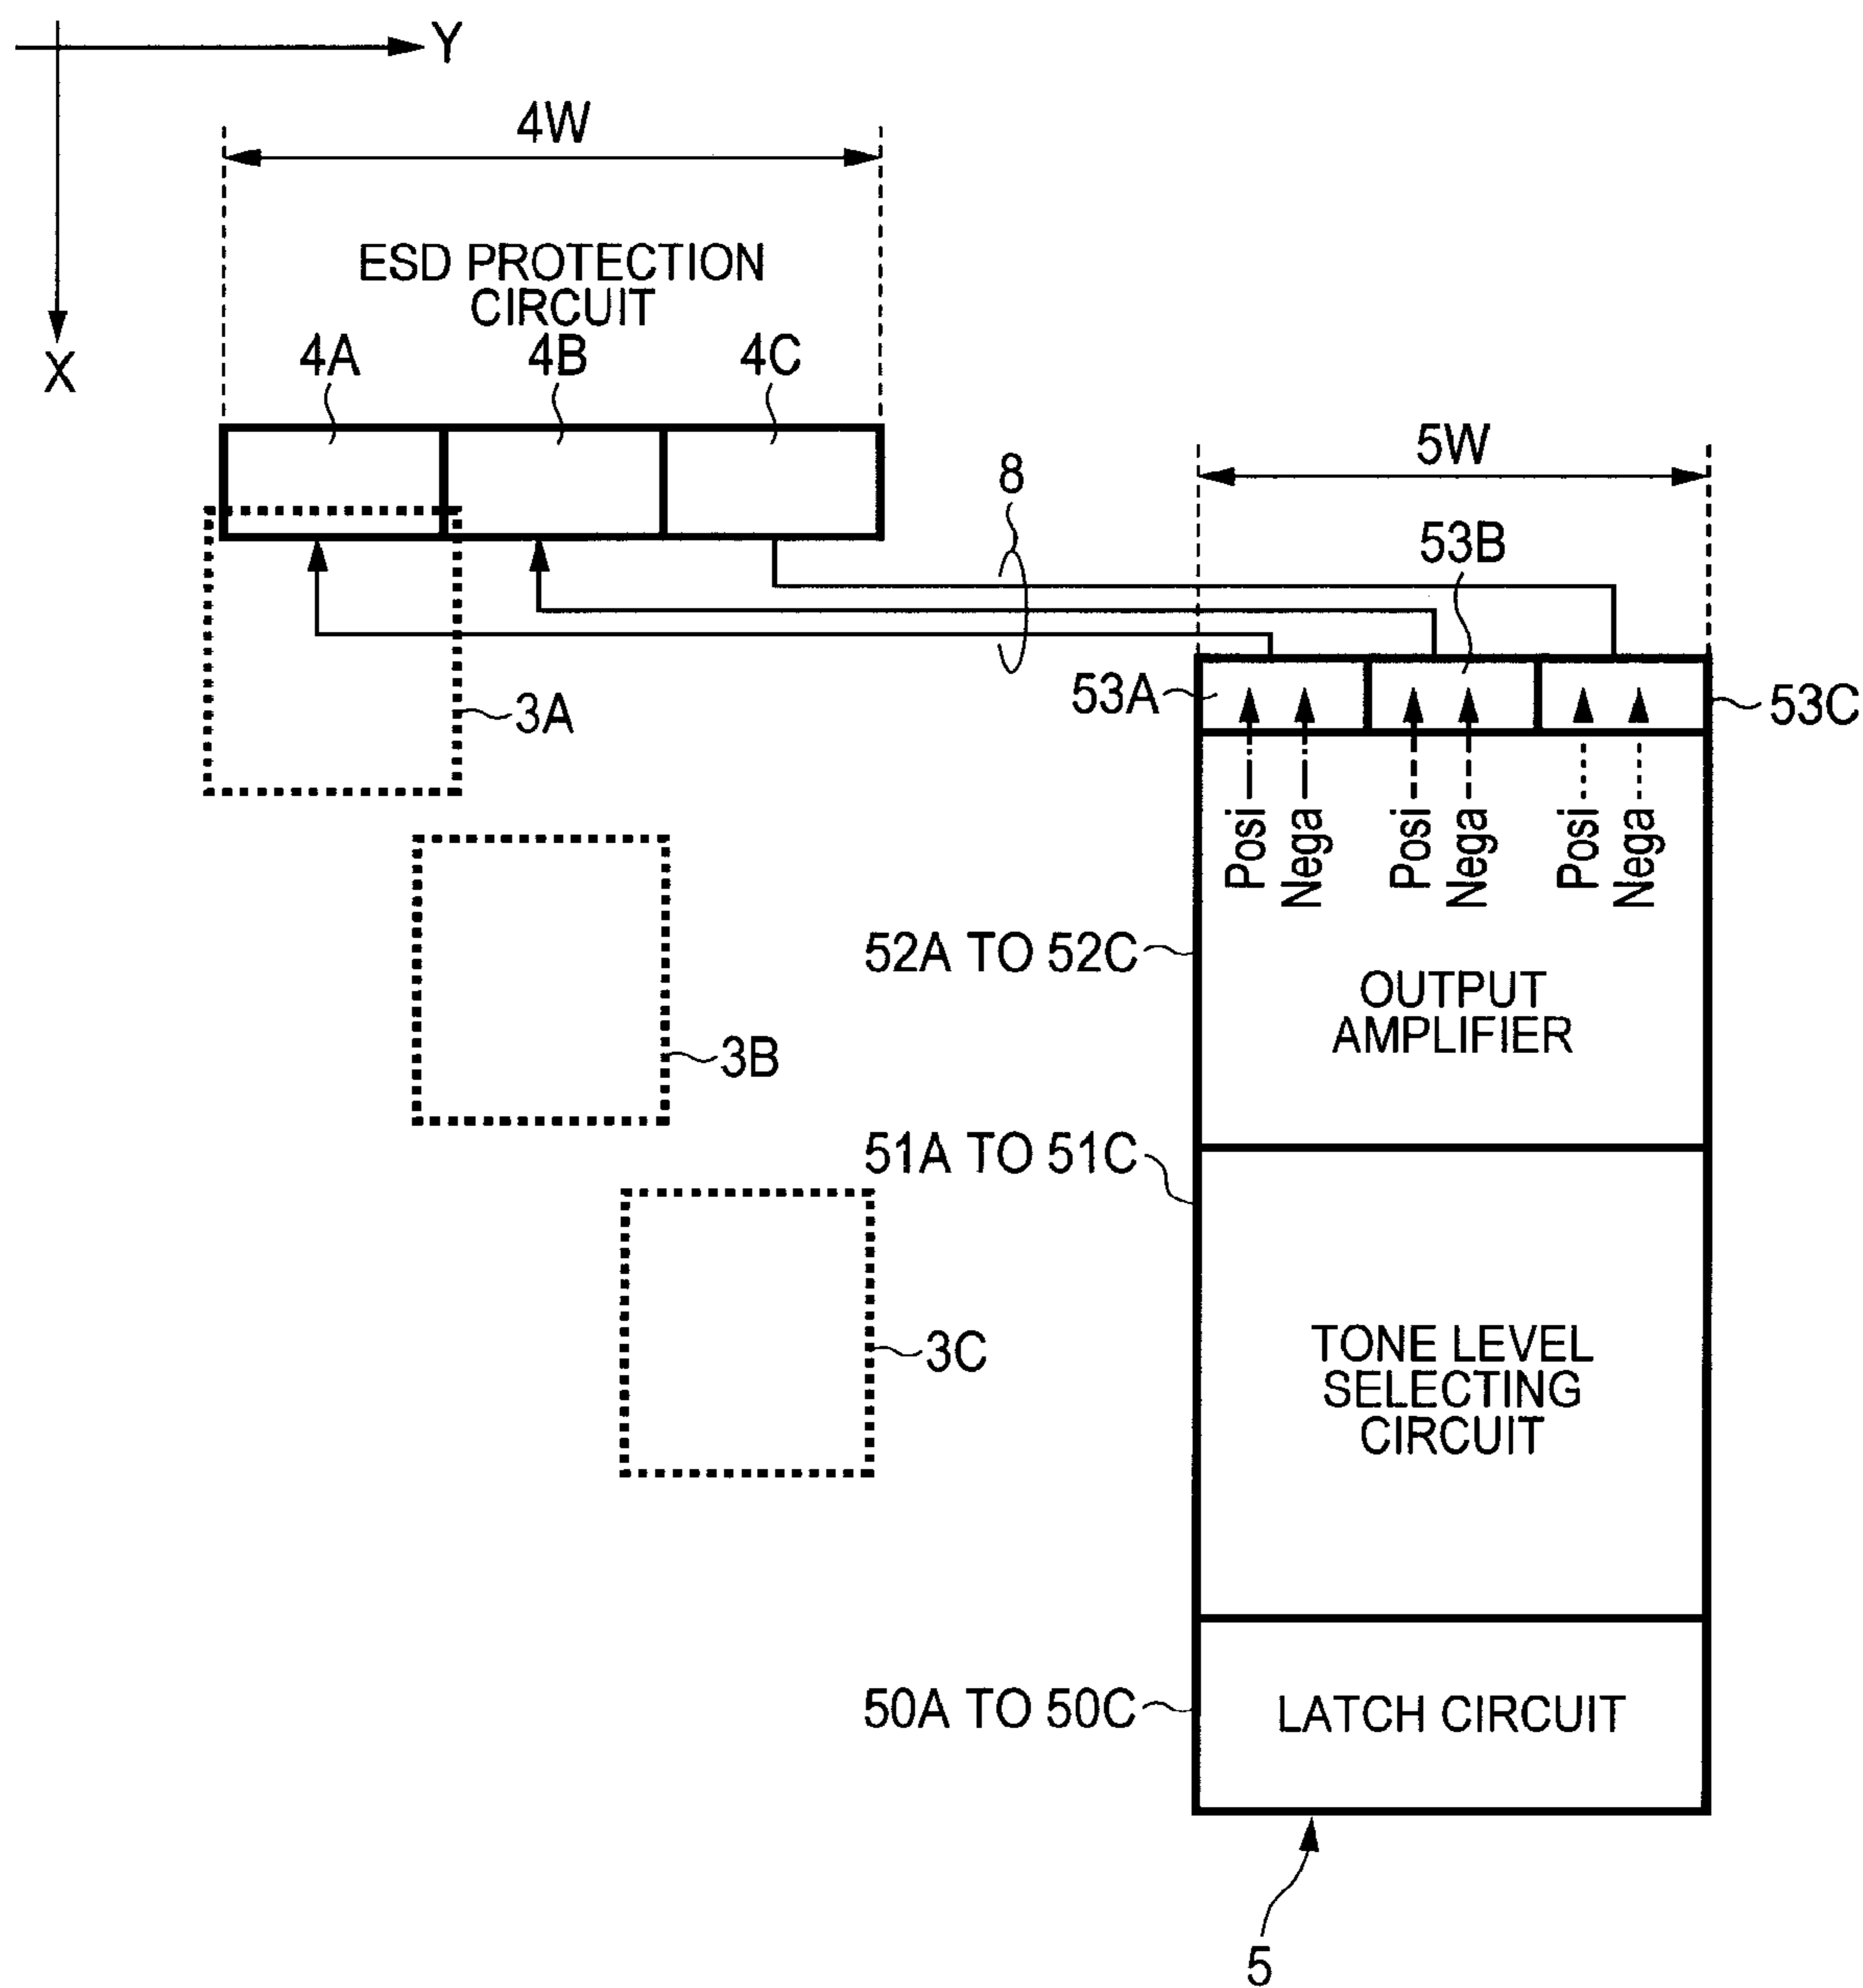 Y
4W
ESD PROTECTION
CIRCUIT
X
4A
4B
4C
5W
8
53B
53A
53C
3A
Posi
Nega
Posi
Nega
Posi
Nega
52A TO 52C
OUTPUT
AMPLIFIER
3B
51A TO 51C
3C
TONE LEVEL
SELECTING
CIRCUIT
50A TO 50C
LATCH CIRCUIT
5